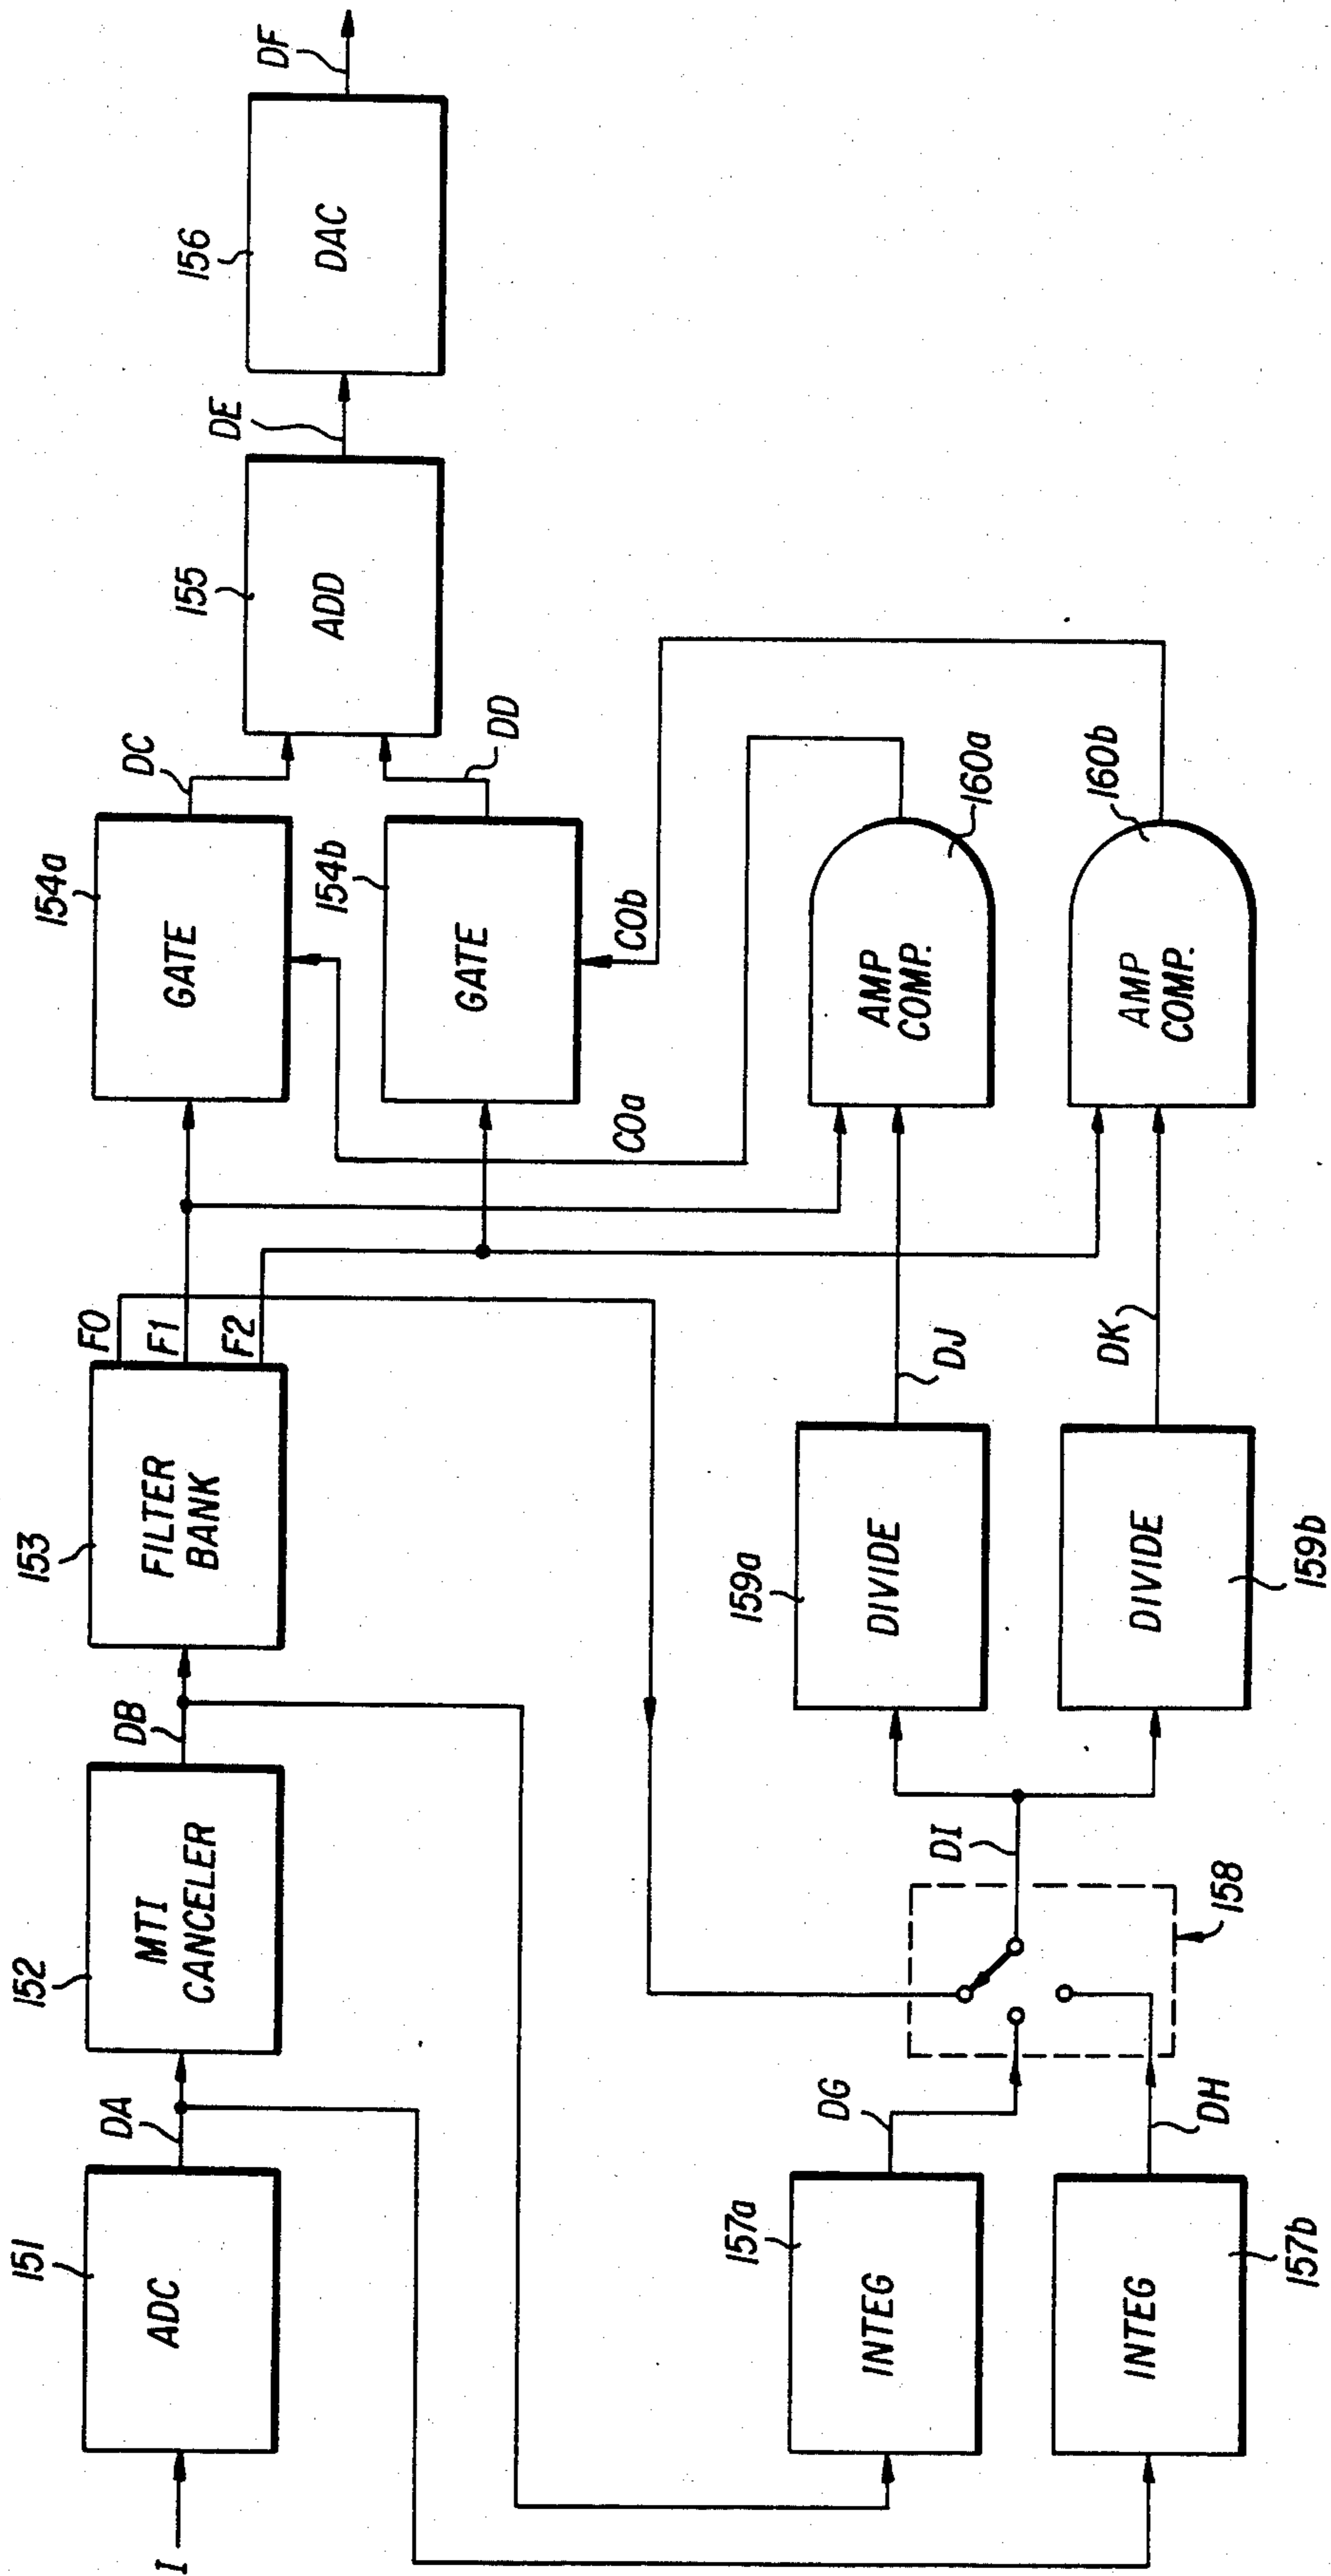 I
151
ADC
DA
152
MTI
CANCELER
DB
153
FILTER
BANK
F0
F1
F2
154a
GATE
DC
154b
GATE
DD
155
ADD
DE
156
DAC
DF
COa
COb
157a
INTEG
DG
157b
INTEG
DH
158
DI
159a
DIVIDE
DJ
159b
DIVIDE
DK
AMP
COMP.
160a
AMP
COMP.
160b